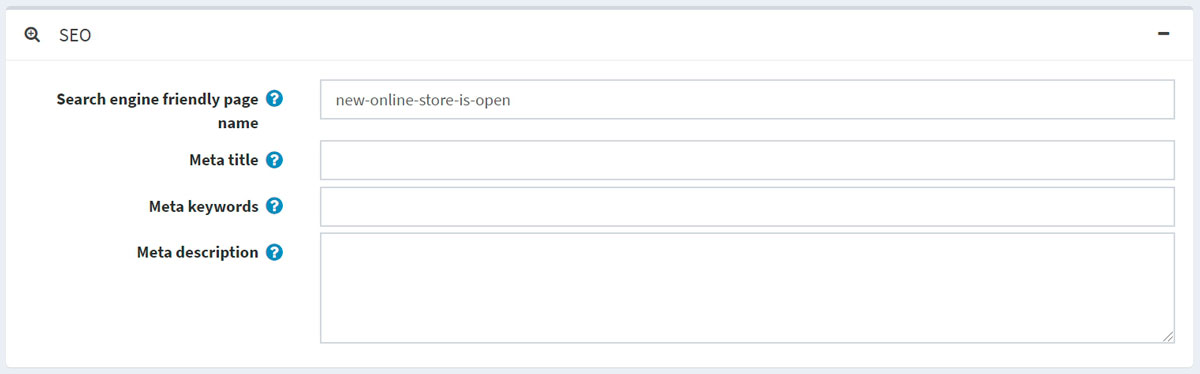 SEO
Search engine friendly page
name
new-online-store-is-open
Meta title
Meta keywords
Meta description